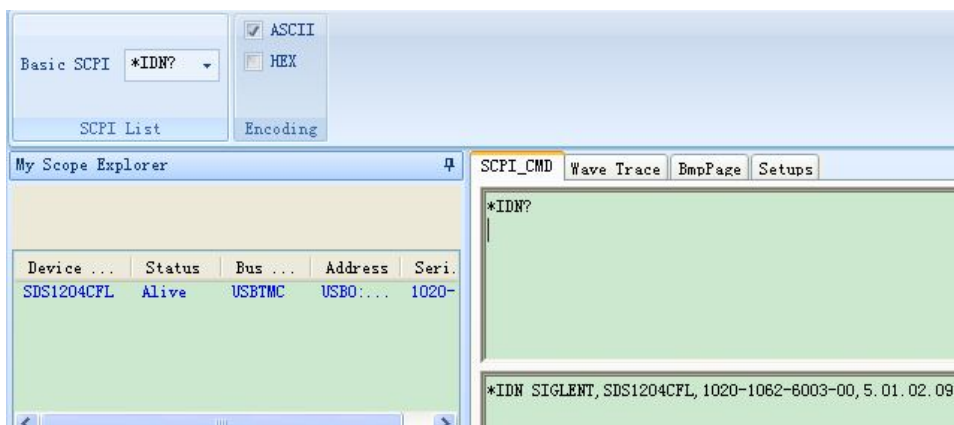 ASCII
Basic SCPI *IDN?
HEX
SCPI List
Encoding
My Scope Explorer
Device ... Status Bus ... Address Seri.
SDS1204CFL Alive USBTMC USB0:... 1020-
SCPI_CMD Wave Trace BmpPage Setups
*IDN?
*IDN SIGLENT,SDS1204CFL,1020-1062-6003-00,5.01.02.09